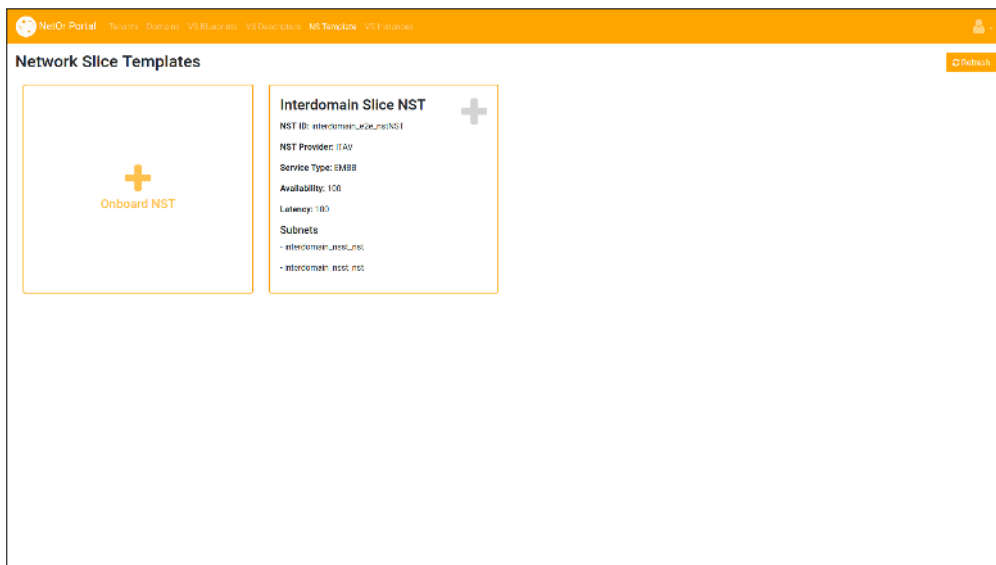 NetOr Portal Tenants Domains VS Blueprints VS Descriptors NS Template VS Instances
Network Slice Templates
Refresh
Onboard NST
Interdomain Slice NST
NST ID: interdomain_e2e_nstNST
NST Provider: ITAV
Service Type: EMBB
Availability: 100
Latency: 100
Subnets
- interdomain_nsst_nst
- interdomain_nsst_nst